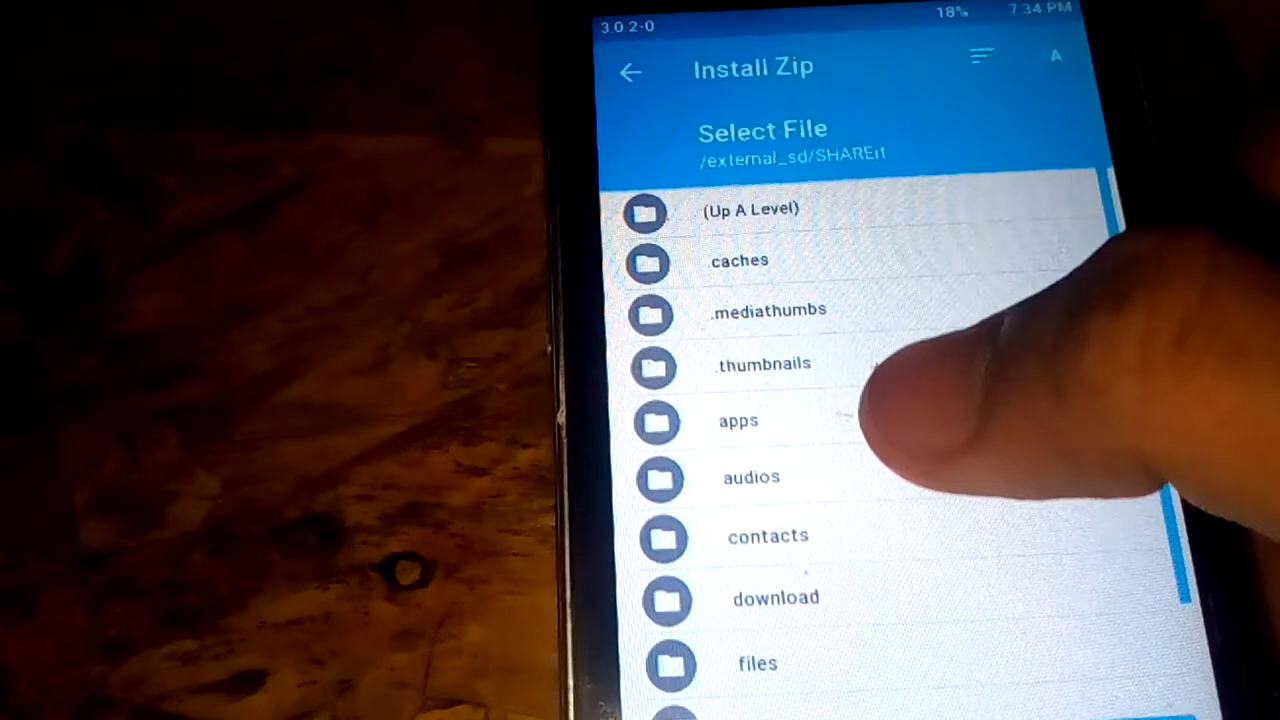 3.0 2-0
18%
7:34 PM
Install Zip
A
Select File
/external_sd/SHAREit
(Up A Level)
.caches
.mediathumbs
.thumbnails
apps
audios
contacts
download
files